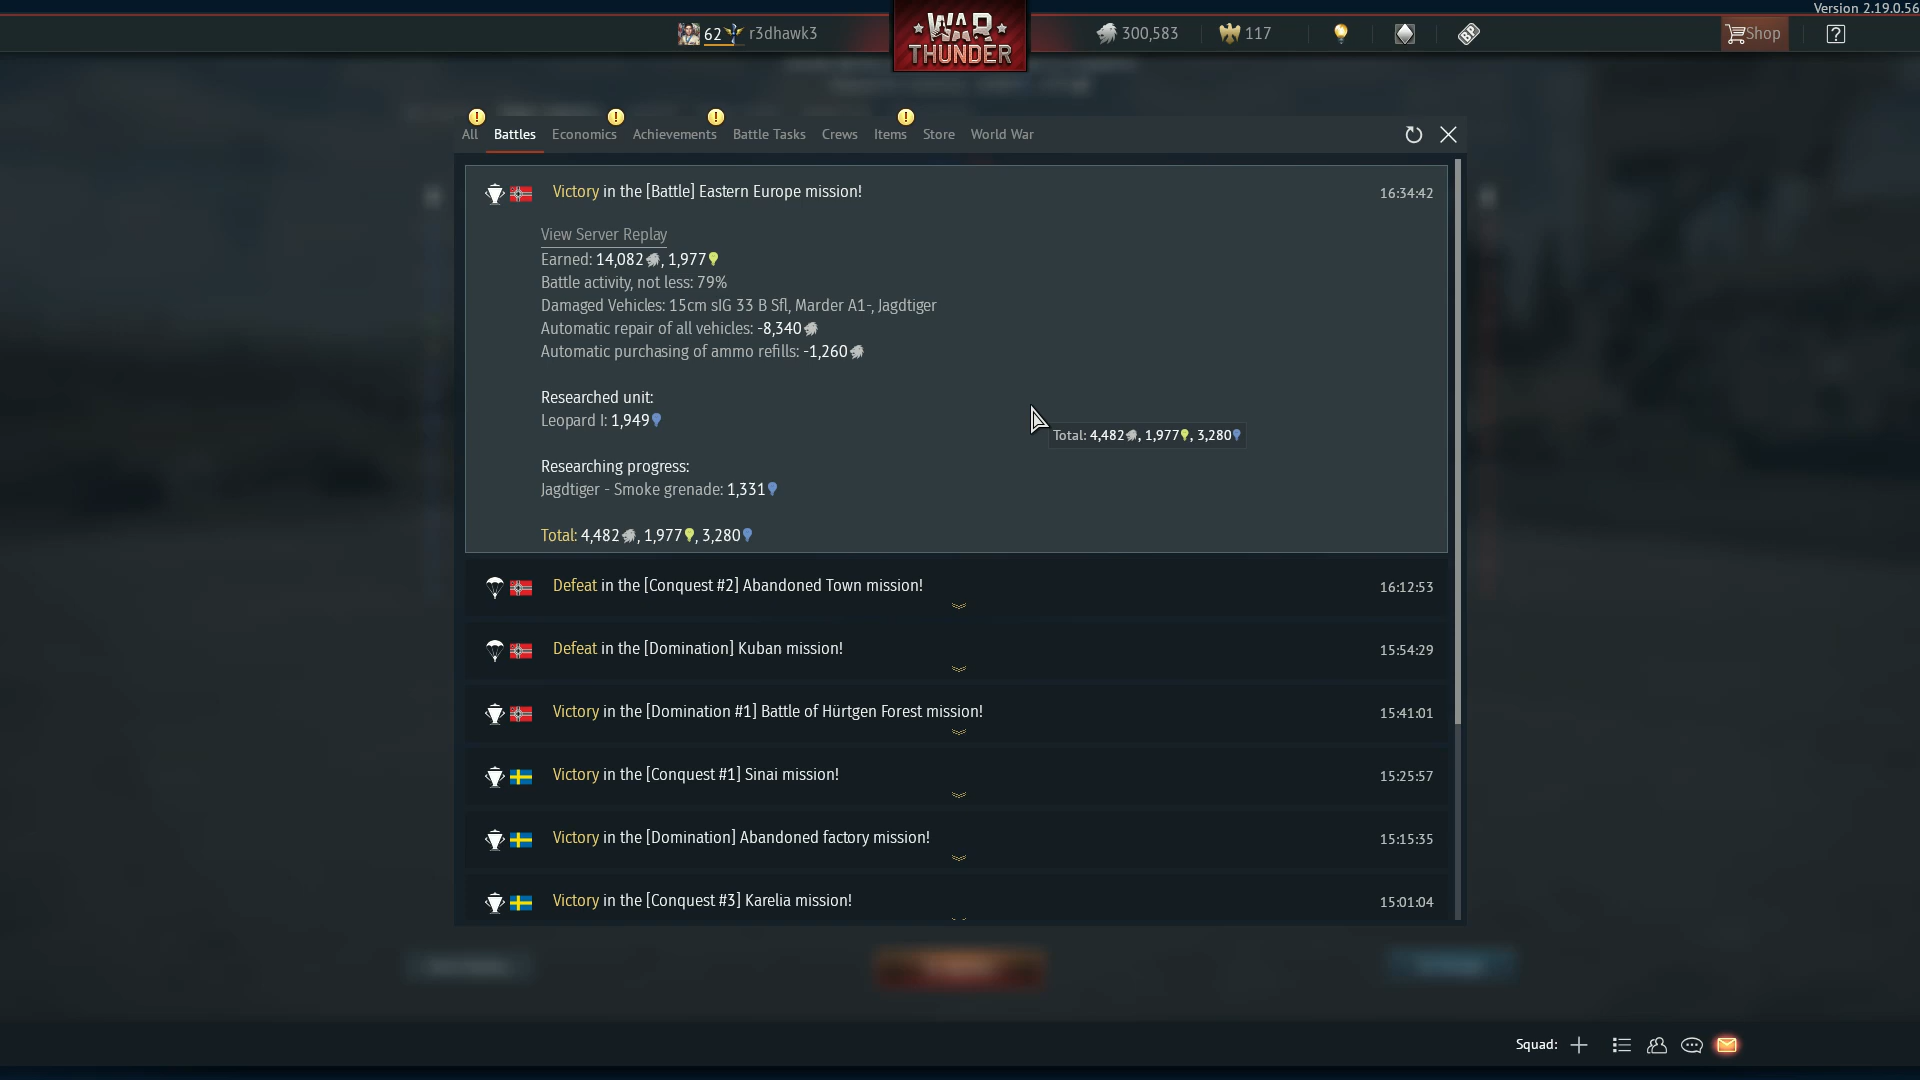 Version 2.19.0.56
62 r3dhawk3
WAR THUNDER
300,583
117
BP
Shop
?
All
Battles
Economics
Achievements
Battle Tasks
Crews
Items
Store
World War
Victory in the [Battle] Eastern Europe mission!
16:34:42
View Server Replay
Earned: 14,082, 1,977
Battle activity, not less: 79%
Damaged Vehicles: 15cm sIG 33 B Sfl, Marder A1-, Jagdtiger
Automatic repair of all vehicles: -8,340
Automatic purchasing of ammo refills: -1,260
Researched unit:
Leopard I: 1,949
Total: 4,482, 1,977, 3,280
Researching progress:
Jagdtiger - Smoke grenade: 1,331
Total: 4,482, 1,977, 3,280
Defeat in the [Conquest #2] Abandoned Town mission!
16:12:53
Defeat in the [Domination] Kuban mission!
15:54:29
Victory in the [Domination #1] Battle of Hürtgen Forest mission!
15:41:01
Victory in the [Conquest #1] Sinai mission!
15:25:57
Victory in the [Domination] Abandoned factory mission!
15:15:35
Victory in the [Conquest #3] Karelia mission!
15:01:04
Squad: